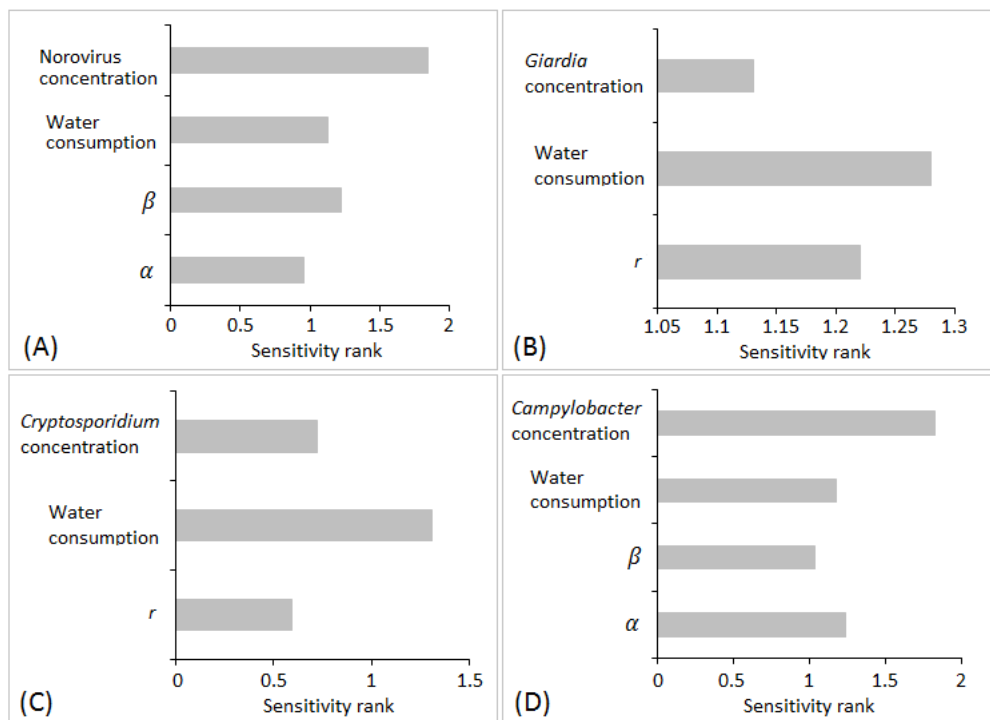 Norovirus
concentration
Water
consumption
β
α
0 0.5 1 1.5 2
(A) Sensitivity rank
Giardia
concentration
Water
consumption
r
1.05 1.1 1.15 1.2 1.25 1.3
(B) Sensitivity rank
Cryptosporidium
concentration
Water
consumption
r
0 0.5 1 1.5
(C) Sensitivity rank
Campylobacter
concentration
Water
consumption
β
α
0 0.5 1 1.5 2
(D) Sensitivity rank